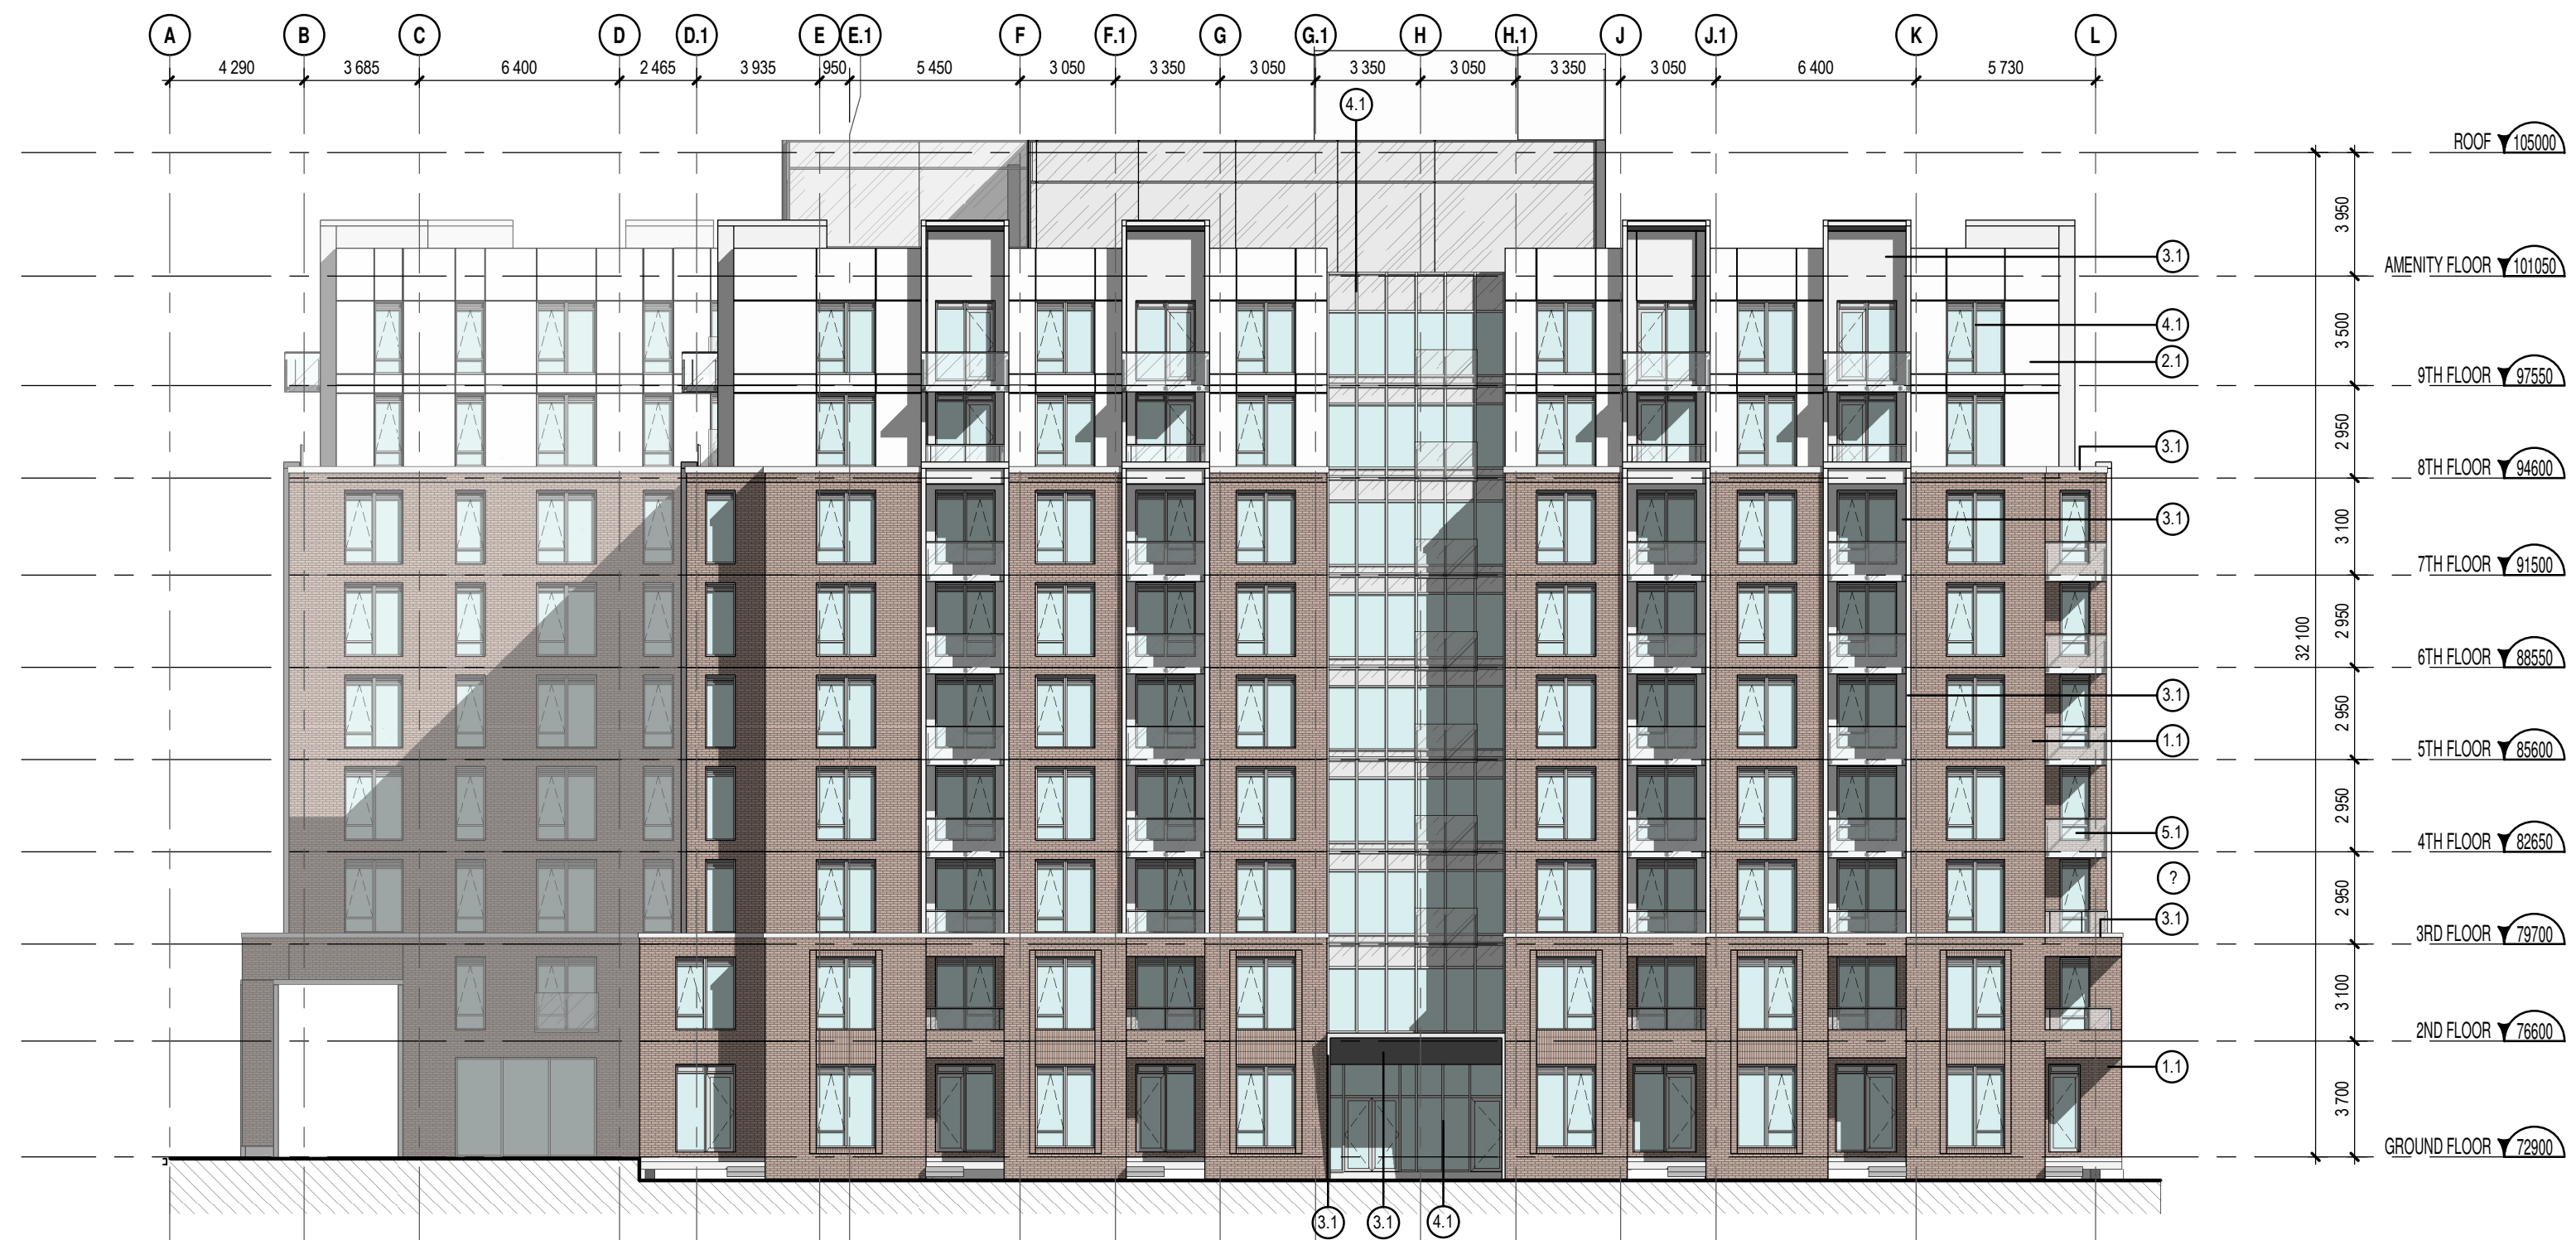 A B C D D.1 E E.1 F F.1 G G.1 H H.1 J J.1 K L
4 290 3 685 6 400 2 465 3 935 950 5 450 3 050 3 350 3 050 3 350 3 050 3 350 3 050 6 400 5 730
4.1
ROOF 105000
3 950
3.1
AMENITY FLOOR 101050
4.1
3 500
2.1
9TH FLOOR 97550
2 950
3.1
8TH FLOOR 94600
3.1
3 100
7TH FLOOR 91500
2 950
32 100
6TH FLOOR 88550
3.1
2 950
1.1
5TH FLOOR 85600
2 950
5.1
4TH FLOOR 82650
?
2 950
3.1
3RD FLOOR 79700
3 100
2ND FLOOR 76600
1.1
3 700
GROUND FLOOR 72900
3.1 3.1 4.1